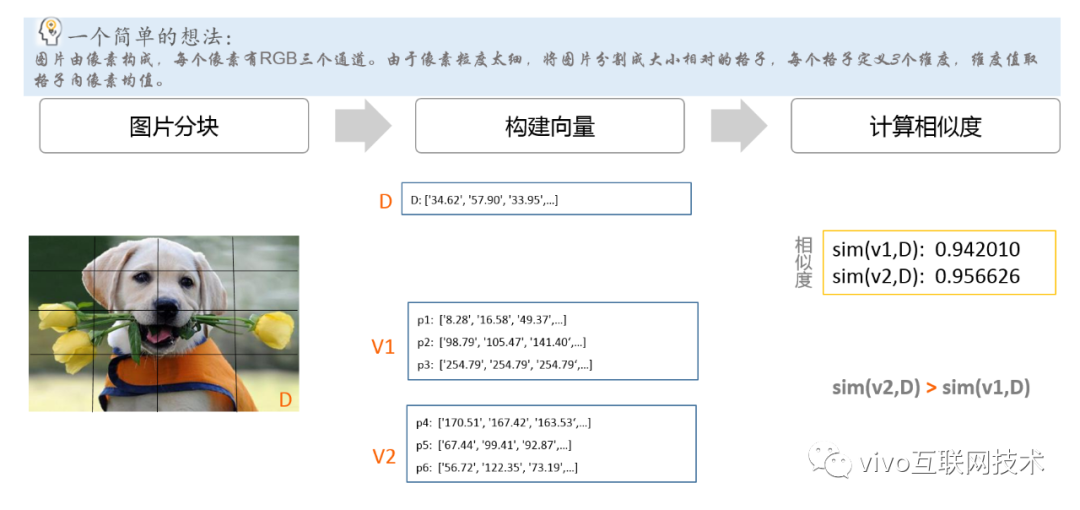 一个简单的想法:
图片由像素构成，每个像素有RGB三个通道。由于像素粒度太细，将图片分割成大小相对的格子，每个格子定义3个维度，维度值取
格子内像素均值。
图片分块
构建向量
计算相似度
D
D: ['34.62', '57.90', '33.95',...]
相似度
sim(v1,D): 0.942010
sim(v2,D): 0.956626
V1
p1: ['8.28', '16.58', '49.37',...]
p2: ['98.79', '105.47', '141.40',...]
p3: ['254.79', '254.79', '254.79',...]
D
sim(v2,D) > sim(v1,D)
V2
p4: ['170.51', '167.42', '163.53',...]
p5: ['67.44', '99.41', '92.87',...]
p6: ['56.72', '122.35', '73.19',...]
vivo互联网技术